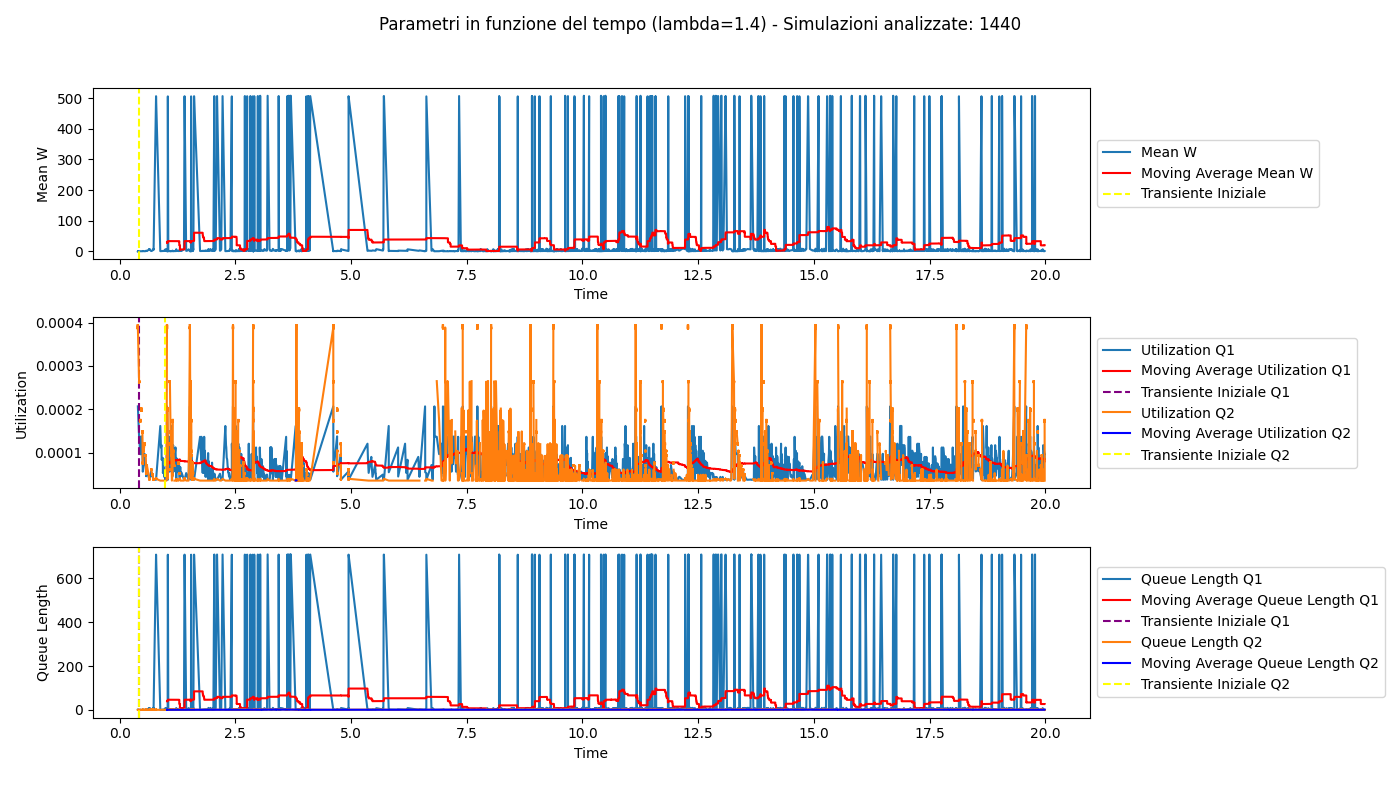 Parametri in funzione del tempo (lambda=1.4) - Simulazioni analizzate: 1440
Mean W
500
400
300
200
100
0
0.0 2.5 5.0 7.5 10.0 12.5 15.0 17.5 20.0
Time
Mean W
Moving Average Mean W
Transiente Iniziale
Utilization
0.0004
0.0003
0.0002
0.0001
0.0 2.5 5.0 7.5 10.0 12.5 15.0 17.5 20.0
Time
Utilization Q1
Moving Average Utilization Q1
Transiente Iniziale Q1
Utilization Q2
Moving Average Utilization Q2
Transiente Iniziale Q2
Queue Length
600
400
200
0
0.0 2.5 5.0 7.5 10.0 12.5 15.0 17.5 20.0
Time
Queue Length Q1
Moving Average Queue Length Q1
Transiente Iniziale Q1
Queue Length Q2
Moving Average Queue Length Q2
Transiente Iniziale Q2